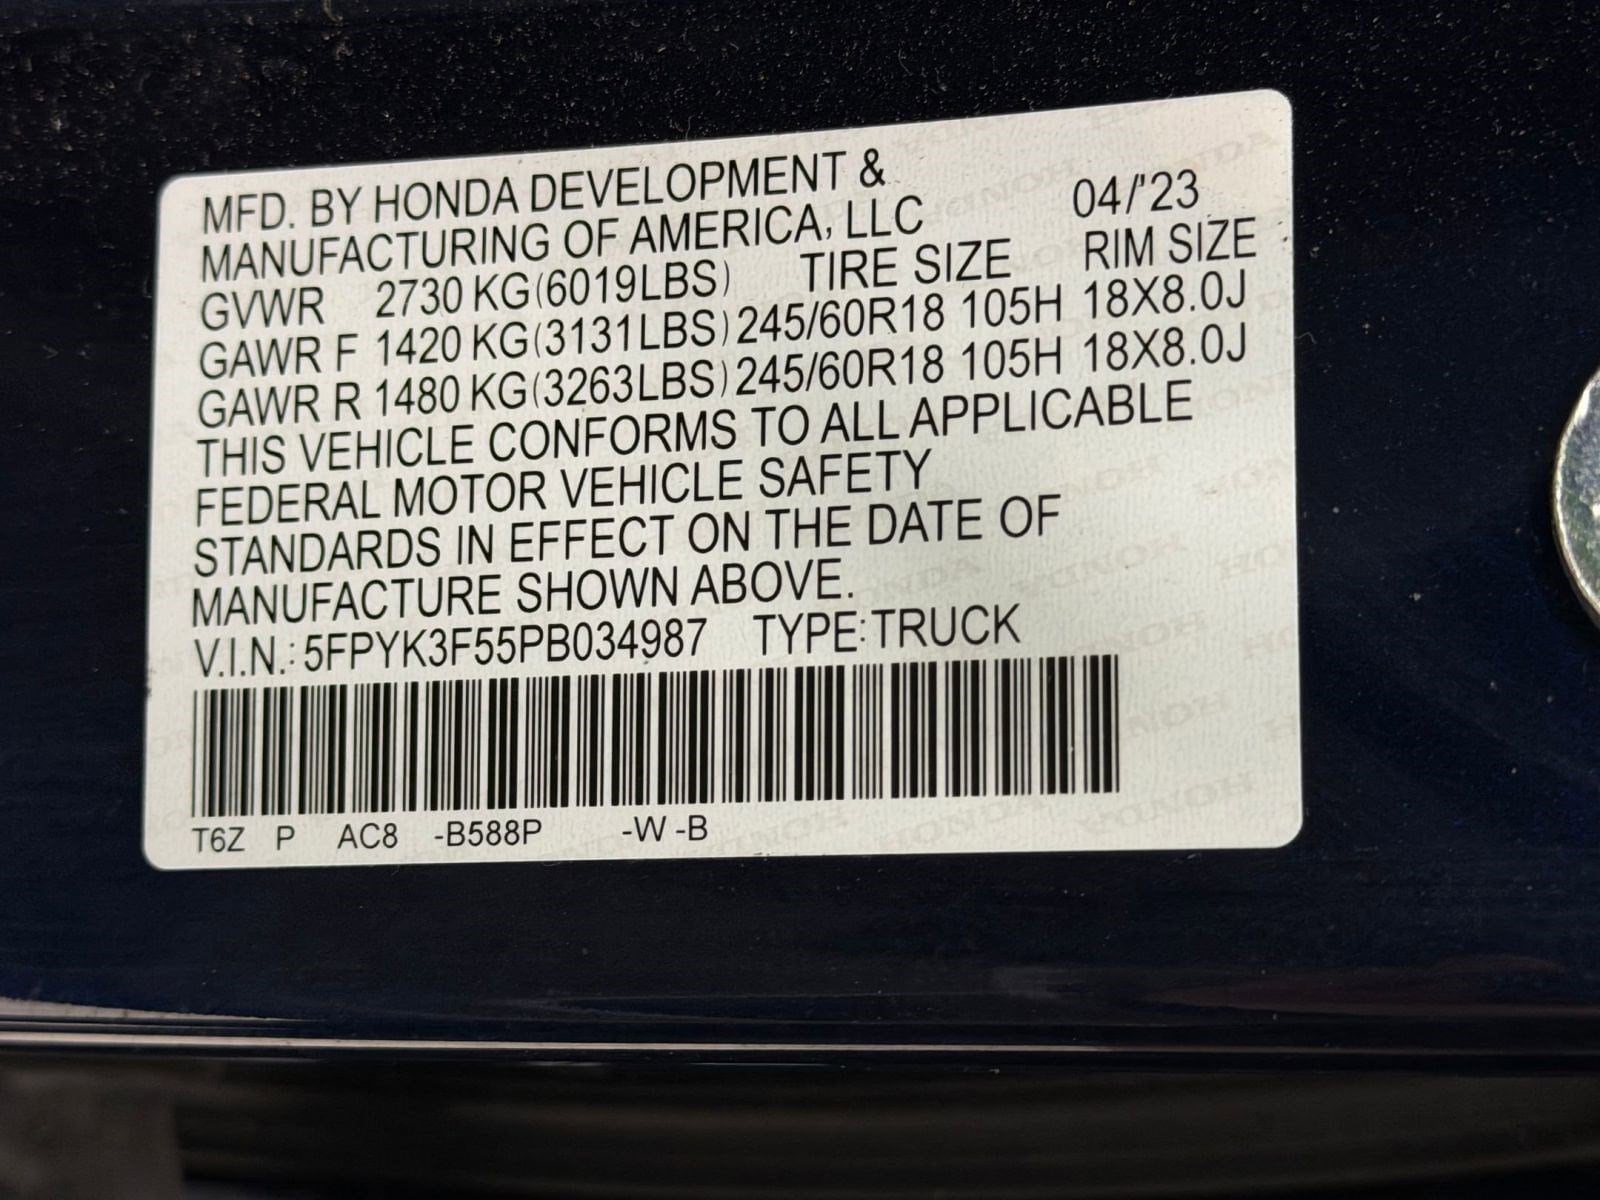 MFD. BY HONDA DEVELOPMENT &
MANUFACTURING OF AMERICA, LLC 04/'23
GVWR 2730 KG(6019LBS) TIRE SIZE RIM SIZE
GAWR F 1420 KG(3131LBS) 245/60R18 105H 18X8.0J
GAWR R 1480 KG(3263LBS) 245/60R18 105H 18X8.0J
THIS VEHICLE CONFORMS TO ALL APPLICABLE
FEDERAL MOTOR VEHICLE SAFETY
STANDARDS IN EFFECT ON THE DATE OF
MANUFACTURE SHOWN ABOVE.
V.I.N.: 5FPYK3F55PB034987 TYPE: TRUCK
T6Z P AC8 -B588P -W -B